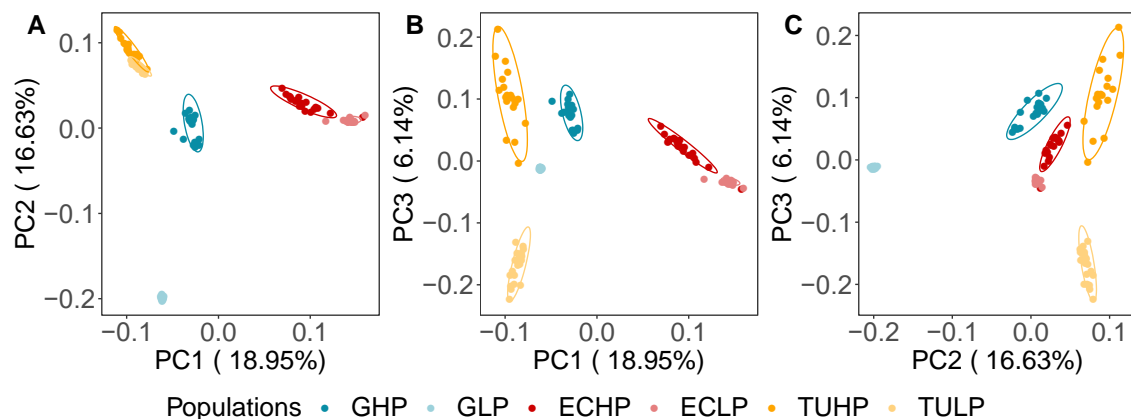 A
PC2 ( 16.63%)
0.1
0.0
−0.1
−0.2
−0.1 0.0 0.1
PC1 ( 18.95%)
B
PC3 ( 6.14%)
0.2
0.1
0.0
−0.1
−0.2
−0.1 0.0 0.1
PC1 ( 18.95%)
C
PC3 ( 6.14%)
0.2
0.1
0.0
−0.1
−0.2
−0.2 −0.1 0.0 0.1
PC2 ( 16.63%)
Populations GHP GLP ECHP ECLP TUHP TULP